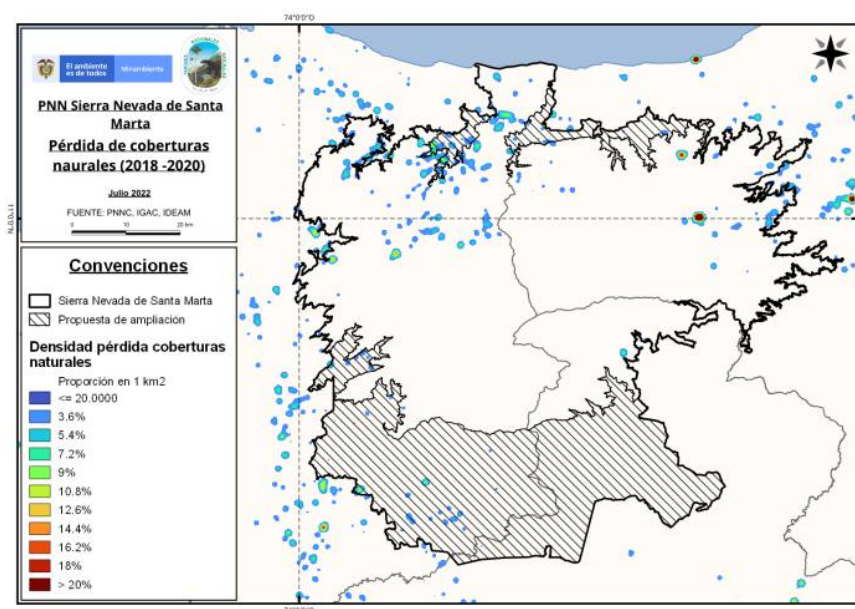 74°0'0"O
El ambiente
es de todos
Minambiente
PNN Sierra Nevada de Santa
Marta
Pérdida de coberturas
naurales (2018 -2020)
Julio 2022
FUENTE: PNNC, IGAC, IDEAM
0 10 20 km
11°0'0"N
Convenciones
Sierra Nevada de Santa Marta
Propuesta de ampliación
Densidad pérdida coberturas
naturales
Proporción en 1 km2
<= 20.0000
3.6%
5.4%
7.2%
9%
10.8%
12.6%
14.4%
16.2%
18%
> 20%